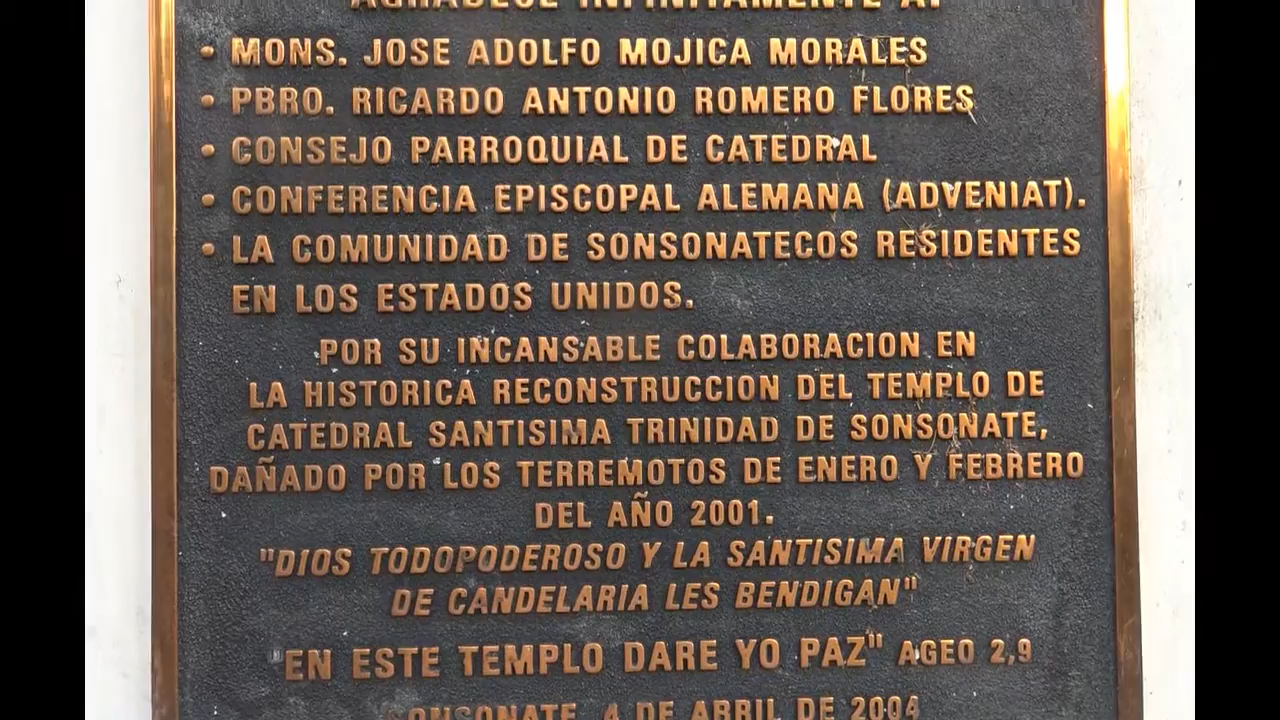 AGRADECE INFINITAMENTE A:
• MONS. JOSE ADOLFO MOJICA MORALES
• PBRO. RICARDO ANTONIO ROMERO FLORES
• CONSEJO PARROQUIAL DE CATEDRAL
• CONFERENCIA EPISCOPAL ALEMANA (ADVENIAT).
• LA COMUNIDAD DE SONSONATECOS RESIDENTES
EN LOS ESTADOS UNIDOS.
POR SU INCANSABLE COLABORACION EN
LA HISTORICA RECONSTRUCCION DEL TEMPLO DE
CATEDRAL SANTISIMA TRINIDAD DE SONSONATE,
DAÑADO POR LOS TERREMOTOS DE ENERO Y FEBRERO
DEL AÑO 2001.
"DIOS TODOPODEROSO Y LA SANTISIMA VIRGEN
DE CANDELARIA LES BENDIGAN"
"EN ESTE TEMPLO DARE YO PAZ" AGEO 2,9
SONSONATE, 4 DE ABRIL DE 2004